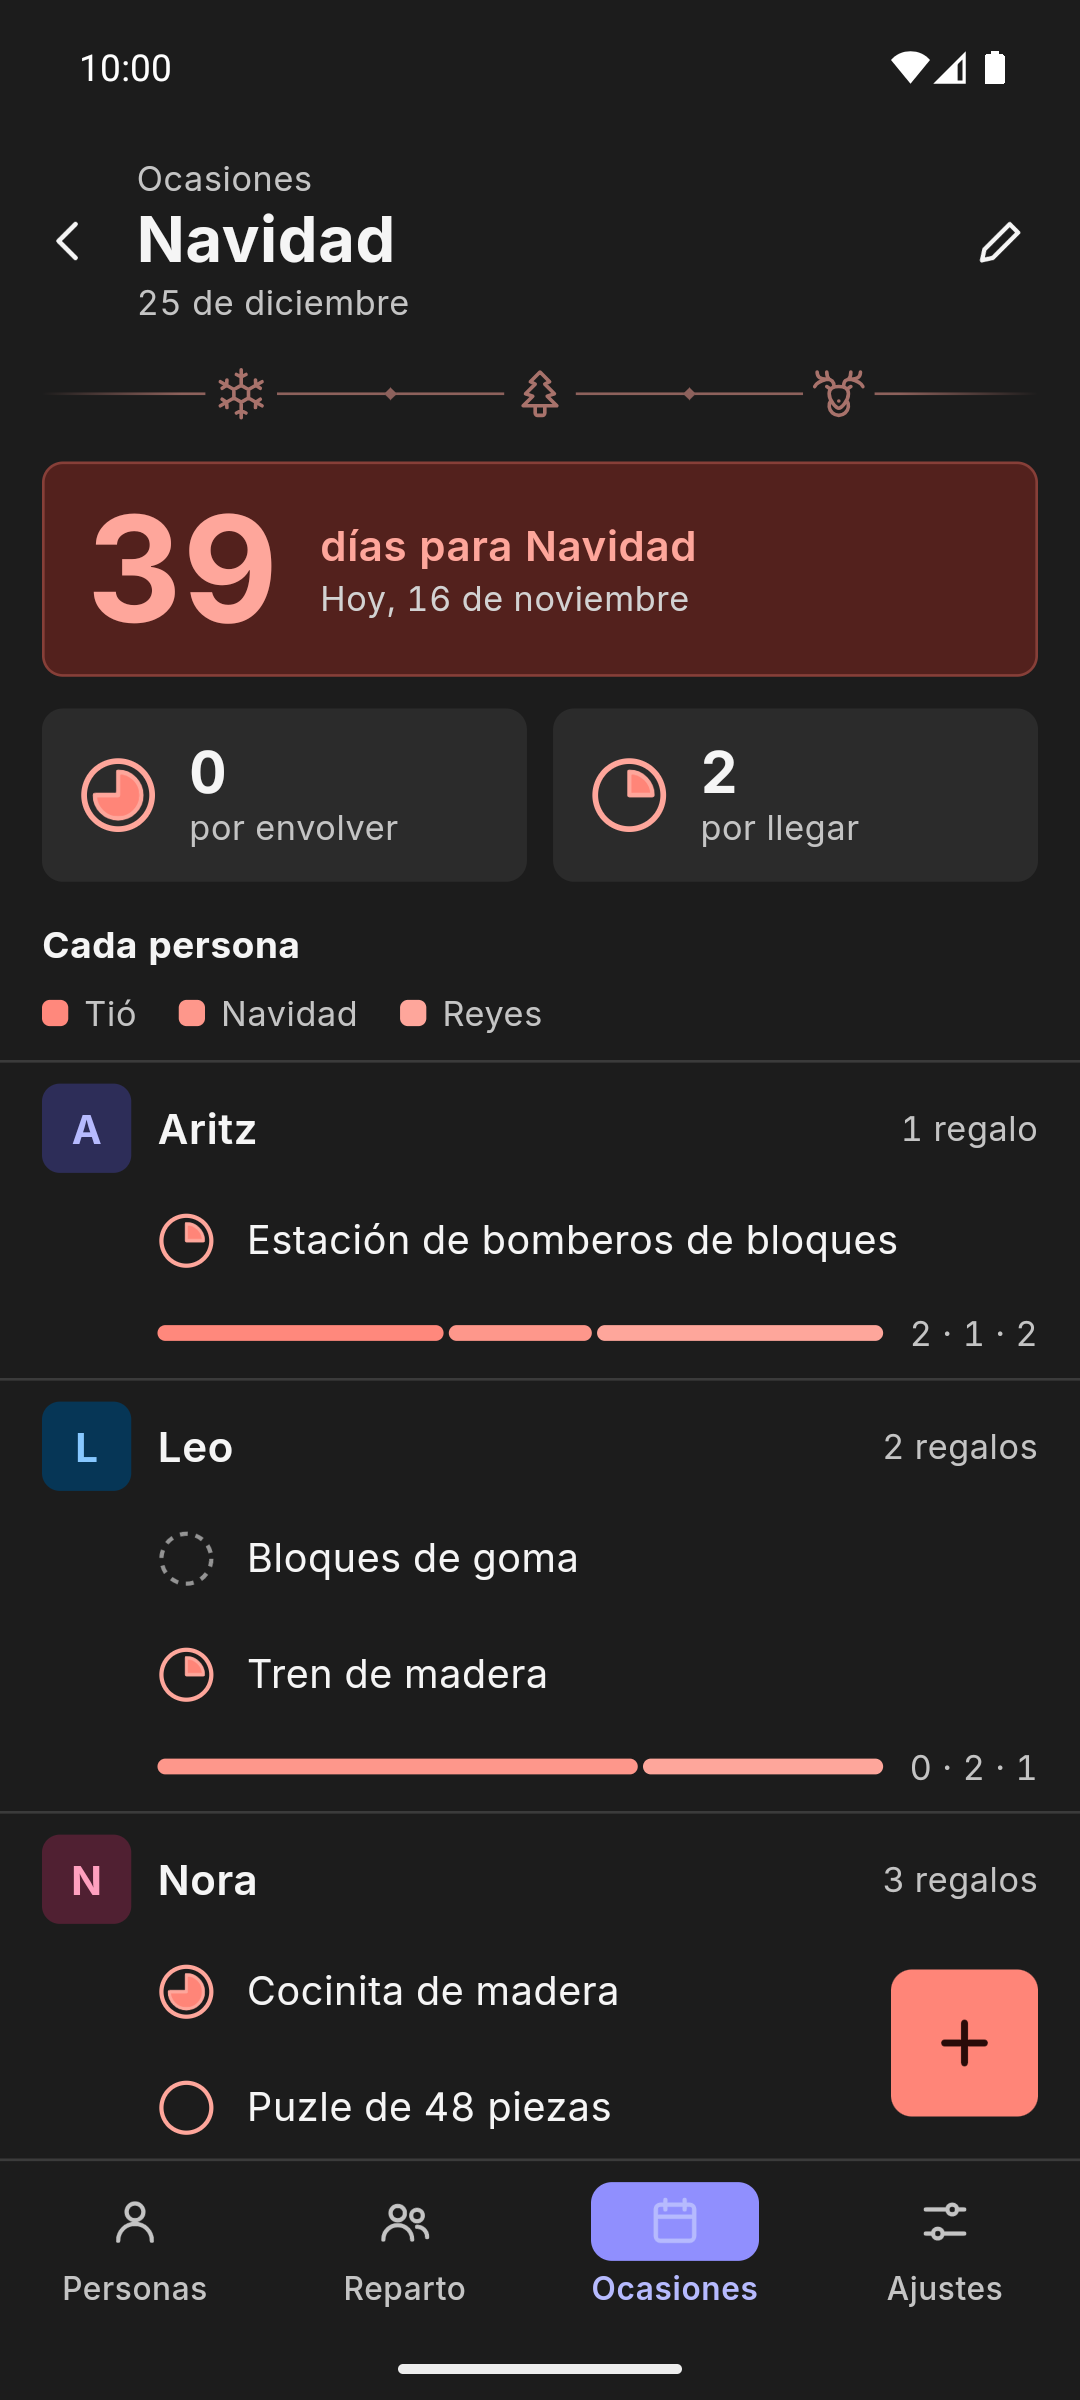 10:00
Ocasiones
Navidad
25 de diciembre
39
días para Navidad
Hoy, 16 de noviembre
0
por envolver
2
por llegar
Cada persona
Tió Navidad Reyes
A Aritz 1 regalo
Estación de bomberos de bloques
2 · 1 · 2
L Leo 2 regalos
Bloques de goma
Tren de madera
0 · 2 · 1
N Nora 3 regalos
Cocinita de madera
Puzle de 48 piezas
Personas Reparto Ocasiones Ajustes